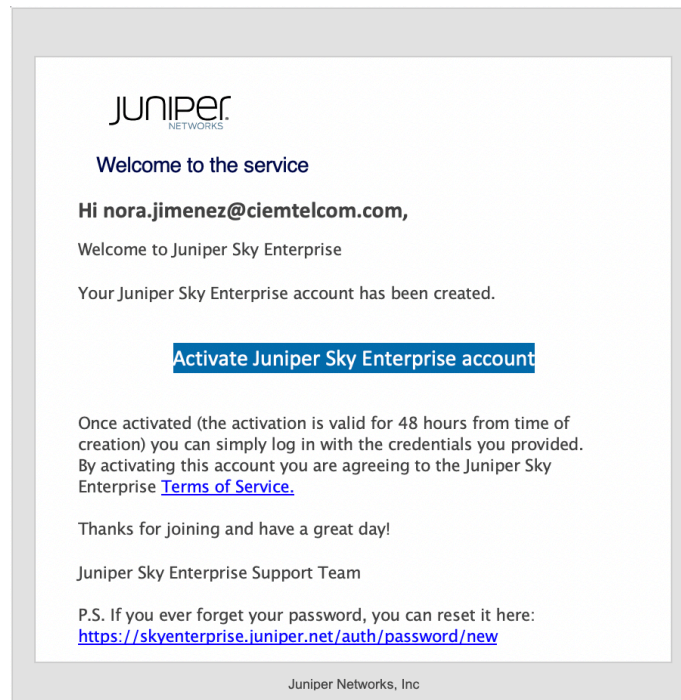 JUNIPER
NETWORKS
Welcome to the service
Hi nora.jimenez@ciemtelcom.com,
Welcome to Juniper Sky Enterprise
Your Juniper Sky Enterprise account has been created.
Activate Juniper Sky Enterprise account
Once activated (the activation is valid for 48 hours from time of
creation) you can simply log in with the credentials you provided.
By activating this account you are agreeing to the Juniper Sky
Enterprise Terms of Service.
Thanks for joining and have a great day!
Juniper Sky Enterprise Support Team
P.S. If you ever forget your password, you can reset it here:
https://skyenterprise.juniper.net/auth/password/new
Juniper Networks, Inc